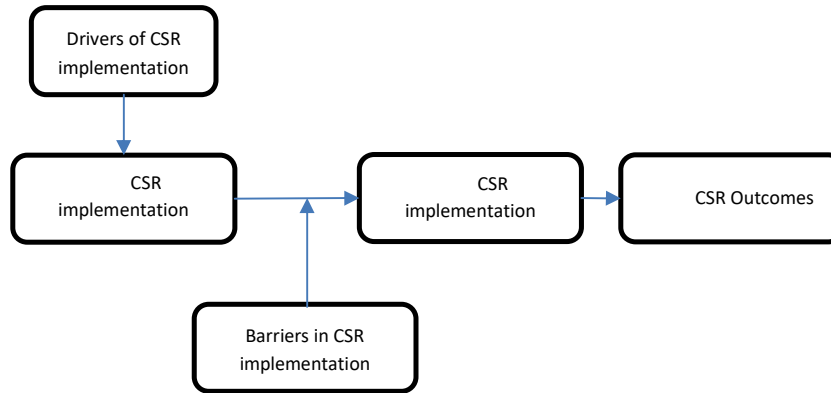 Drivers of CSR
implementation
CSR
implementation
CSR
implementation
CSR Outcomes
Barriers in CSR
implementation